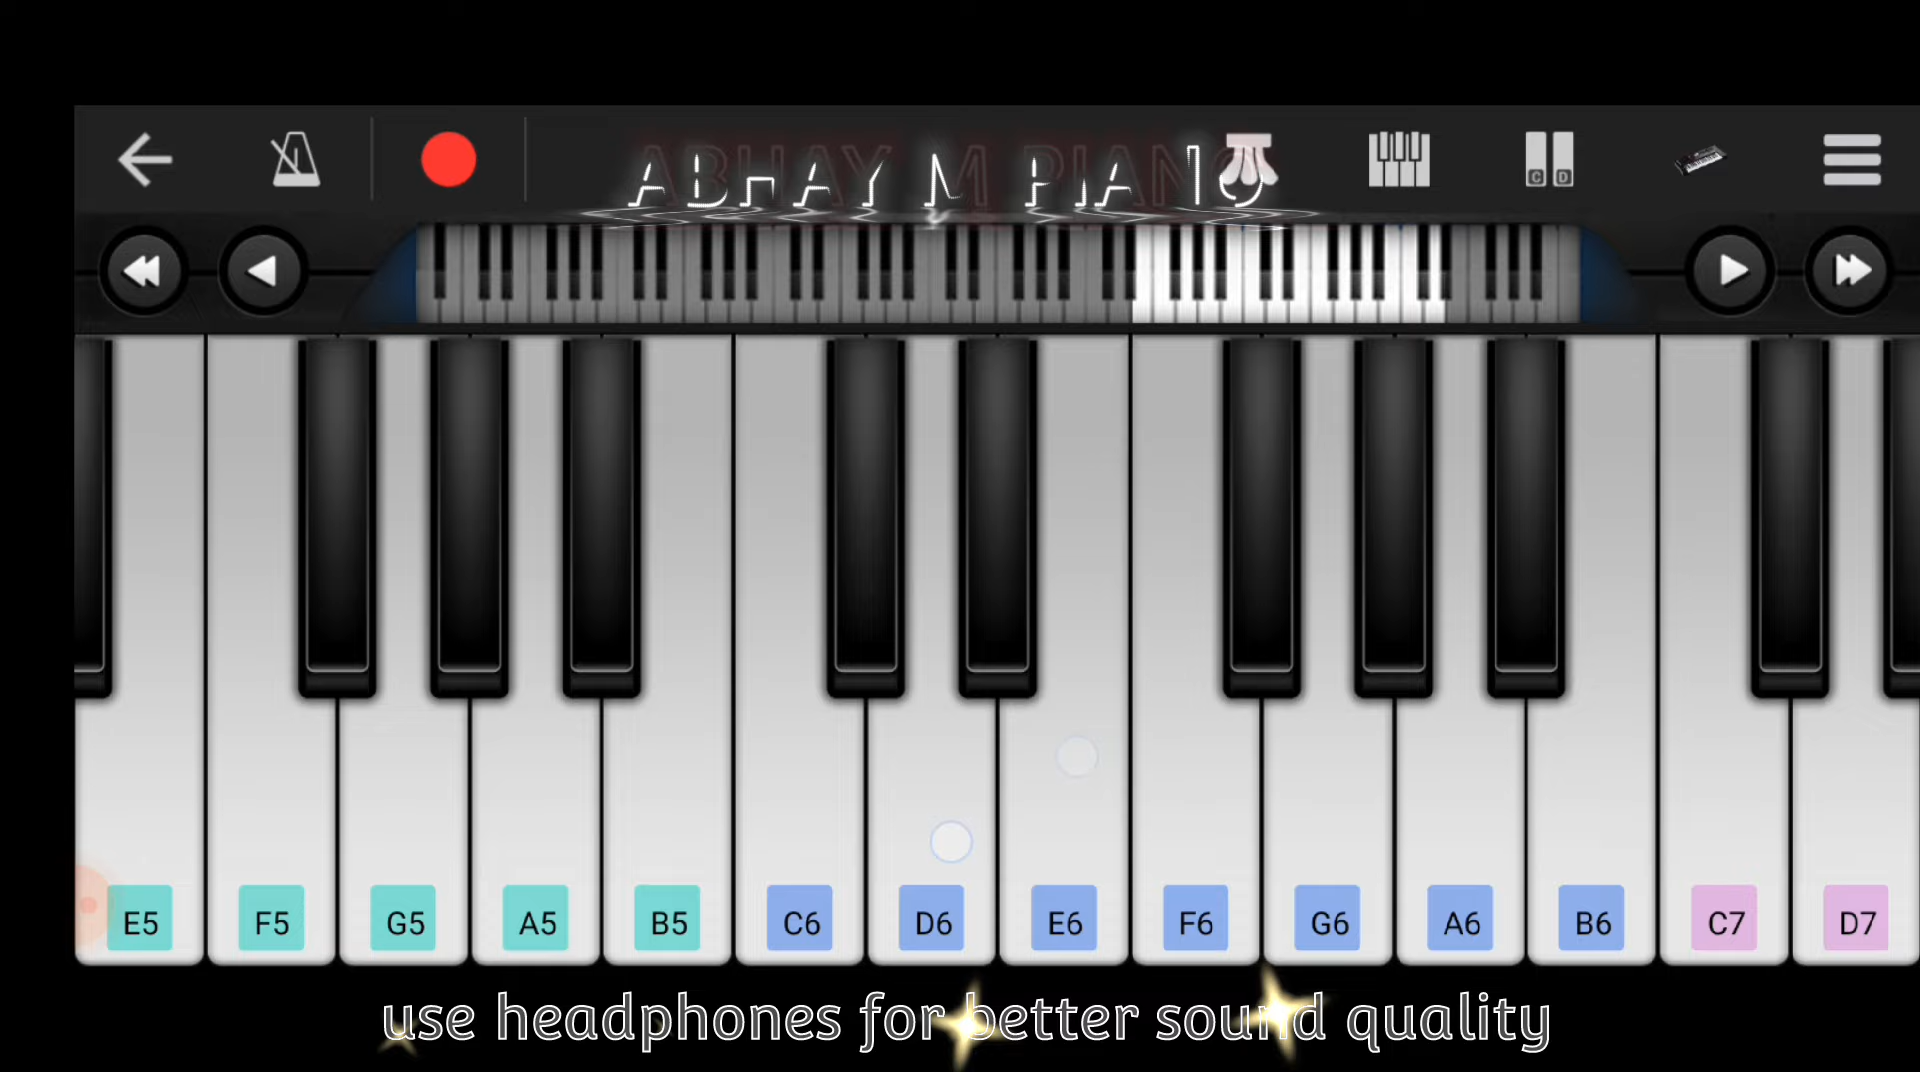 ABHAY M PIANO
C D
E5 F5 G5 A5 B5 C6 D6 E6 F6 G6 A6 B6 C7 D7
use headphones for better sound quality